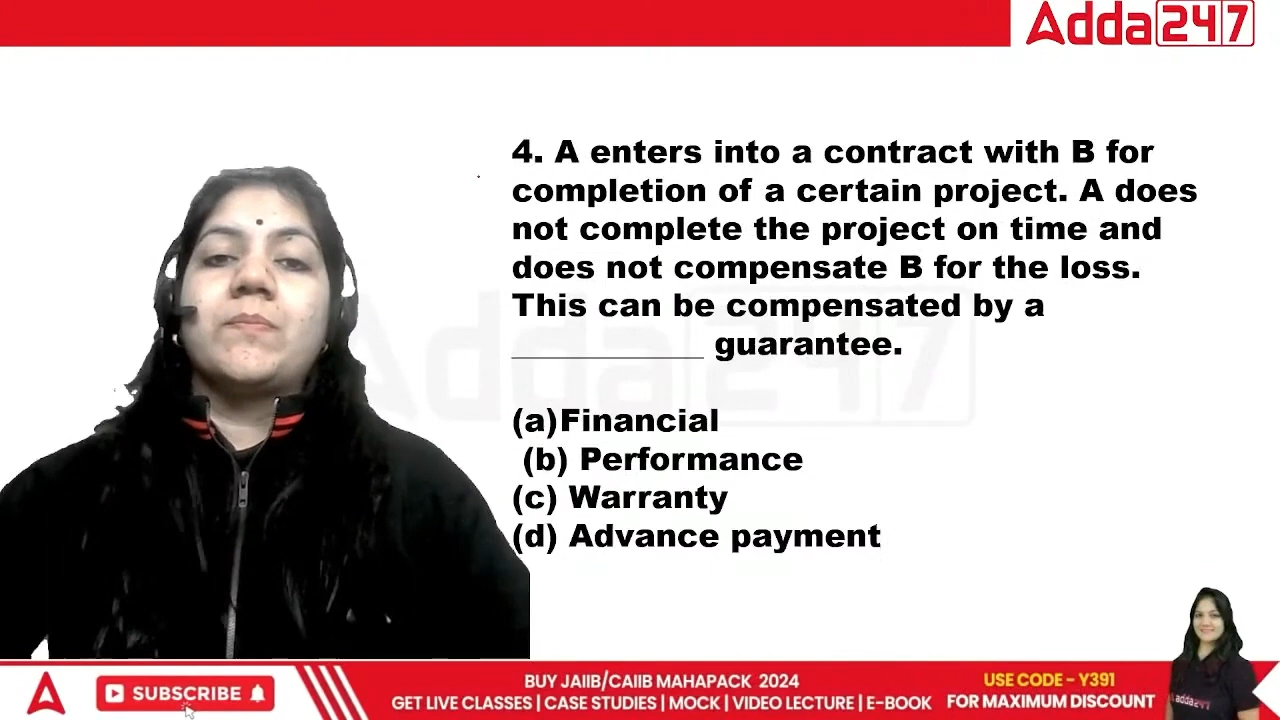 Adda247
4. A enters into a contract with B for
completion of a certain project. A does
not complete the project on time and
does not compensate B for the loss.
This can be compensated by a
____________ guarantee.
(a)Financial
(b) Performance
(c) Warranty
(d) Advance payment
Adda247
SUBSCRIBE
BUY JAIIB/CAIIB MAHAPACK 2024
GET LIVE CLASSES | CASE STUDIES | MOCK | VIDEO LECTURE | E-BOOK
USE CODE - Y391
FOR MAXIMUM DISCOUNT
adda247